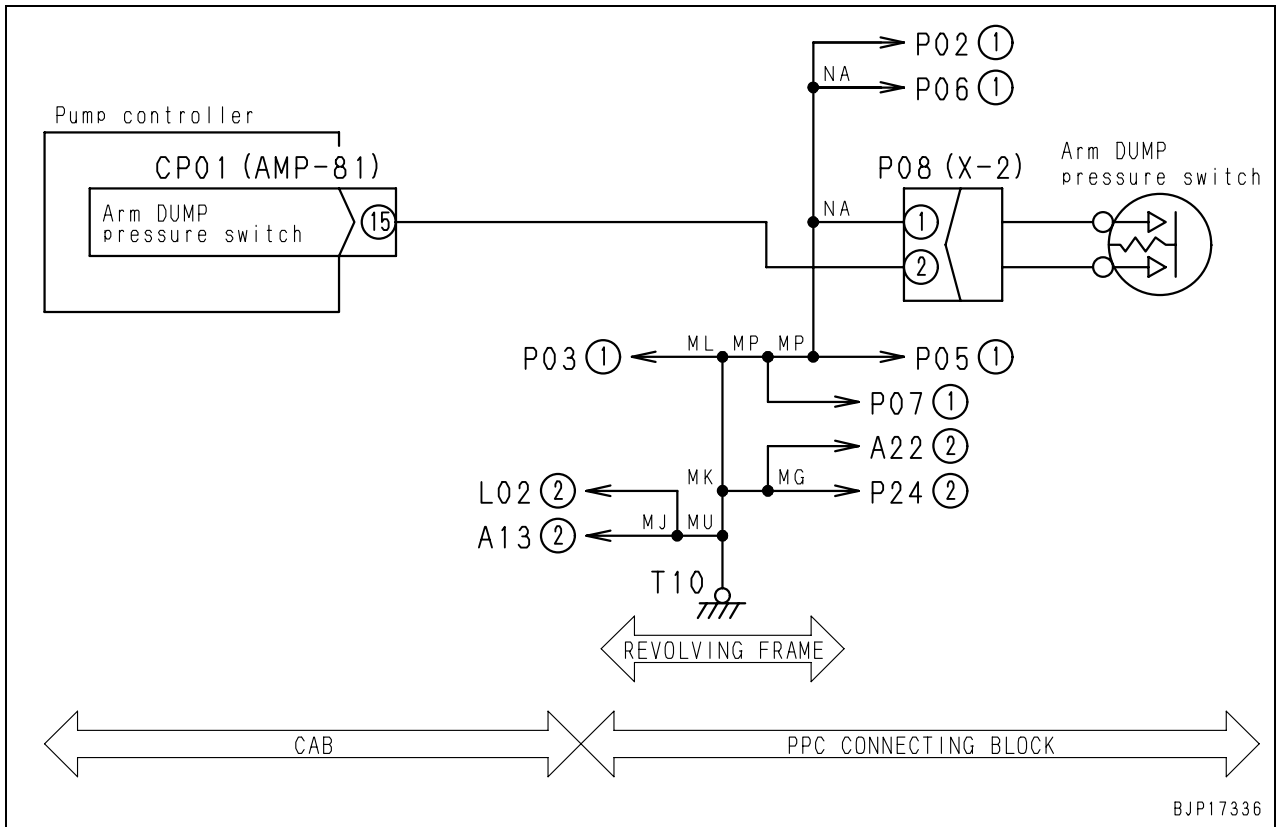 P02 ①
NA
P06 ①
Pump controller
CP01 (AMP-81)
P08 (X-2)
Arm DUMP
pressure switch
Arm DUMP
pressure switch
⑮
NA
①
②
P03 ①
ML
MP
MP
P05 ①
P07 ①
A22 ②
L02 ②
MK
MG
P24 ②
A13 ②
MJ
MU
T10
REVOLVING FRAME
CAB
PPC CONNECTING BLOCK
BJP17336